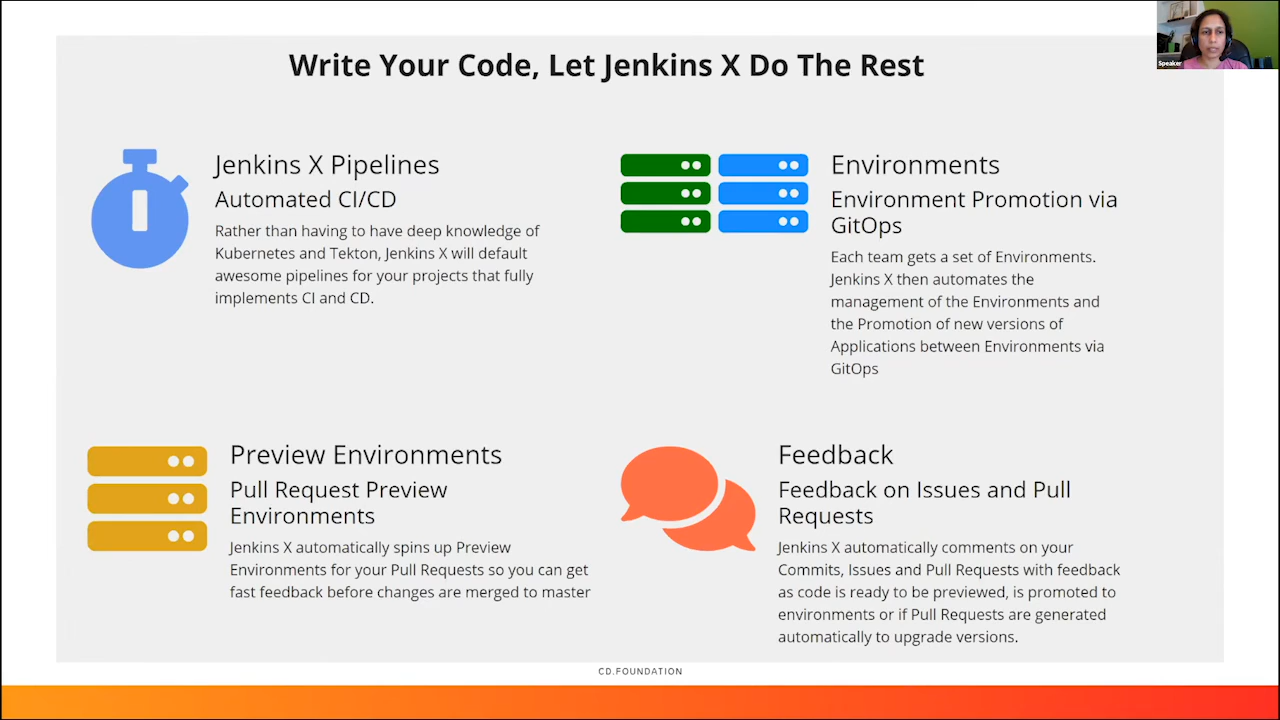 Write Your Code, Let Jenkins X Do The Rest
Speaker
Jenkins X Pipelines
Automated CI/CD
Rather than having to have deep knowledge of
Kubernetes and Tekton, Jenkins X will default
awesome pipelines for your projects that fully
implements CI and CD.
Environments
Environment Promotion via
GitOps
Each team gets a set of Environments.
Jenkins X then automates the
management of the Environments and
the Promotion of new versions of
Applications between Environments via
GitOps
Preview Environments
Pull Request Preview
Environments
Jenkins X automatically spins up Preview
Environments for your Pull Requests so you can get
fast feedback before changes are merged to master
Feedback
Feedback on Issues and Pull
Requests
Jenkins X automatically comments on your
Commits, Issues and Pull Requests with feedback
as code is ready to be previewed, is promoted to
environments or if Pull Requests are generated
automatically to upgrade versions.
CD.FOUNDATION